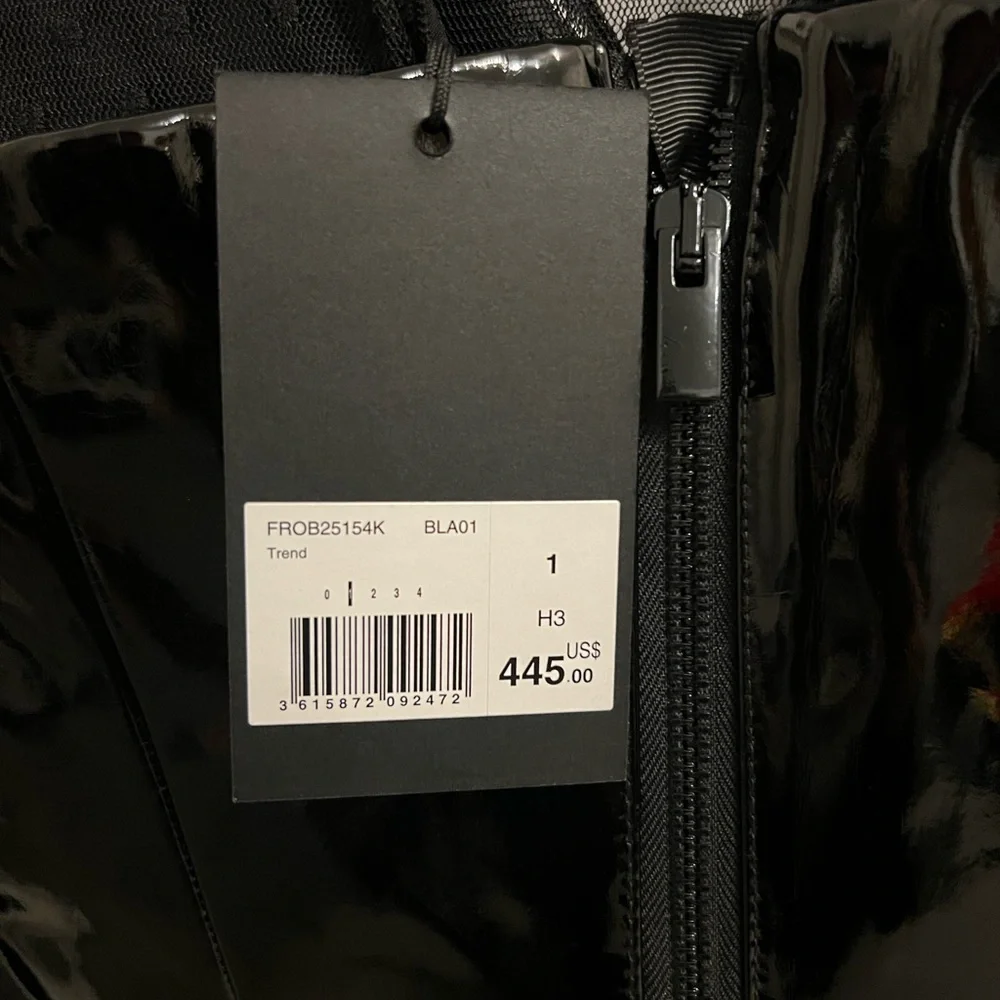 FROB25154K BLA01
Trend
0 1 2 3 4
3 615872 092472
1
H3
US$
445.00